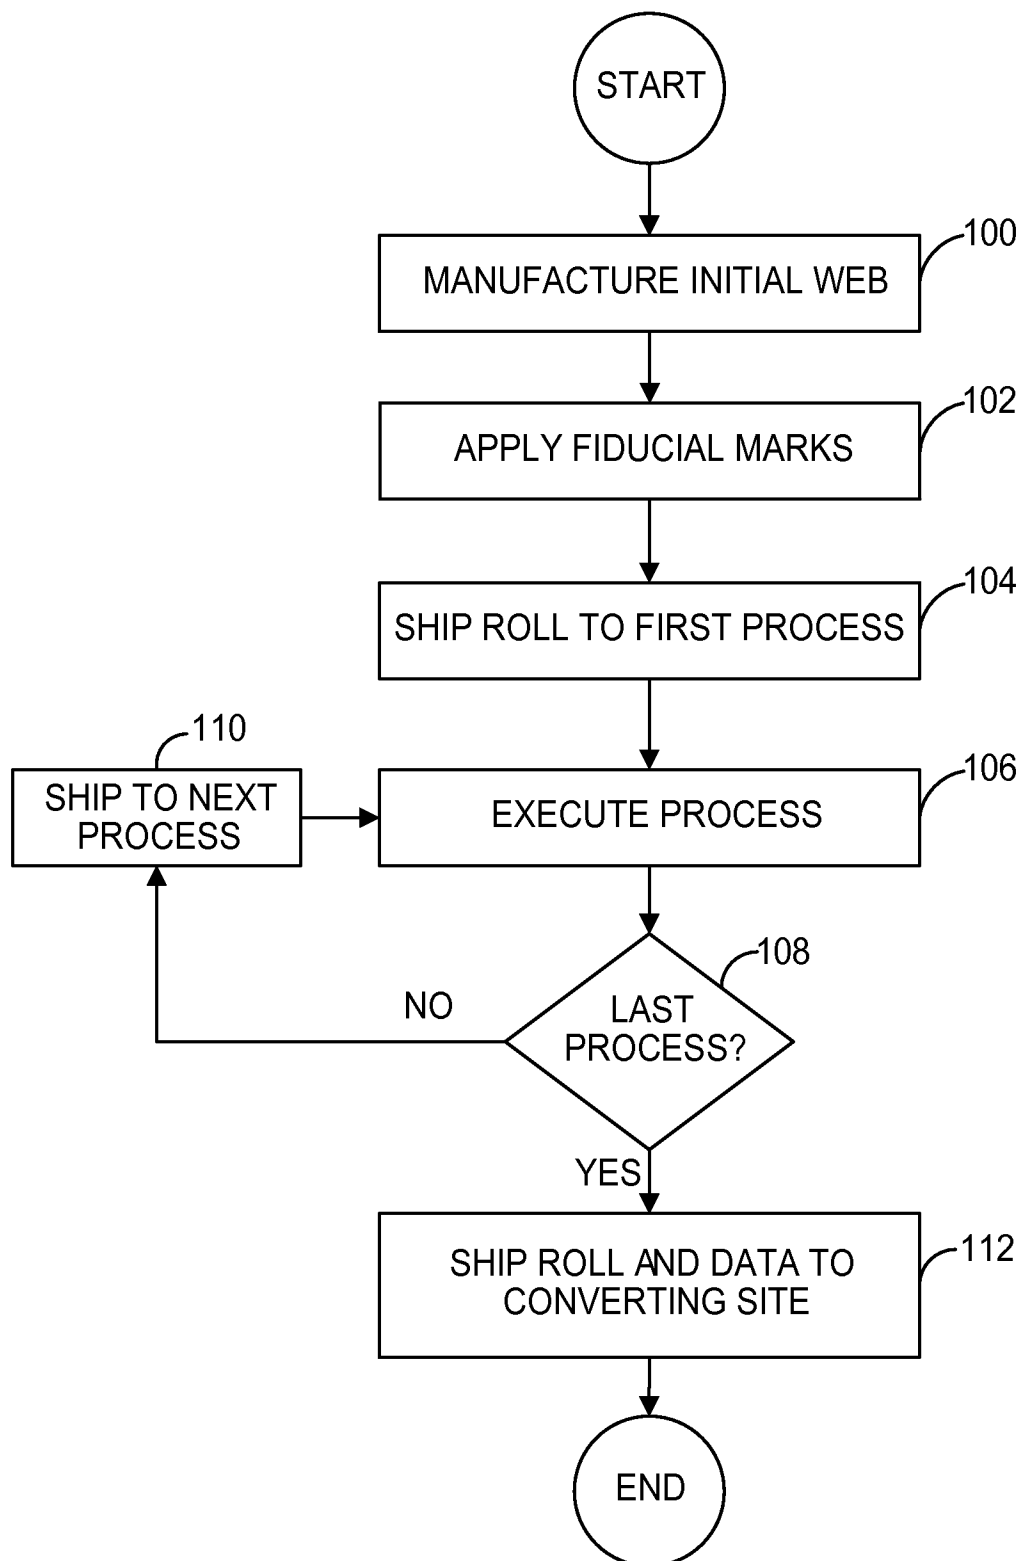 START
100
MANUFACTURE INITIAL WEB
102
APPLY FIDUCIAL MARKS
104
SHIP ROLL TO FIRST PROCESS
110
SHIP TO NEXT
PROCESS
106
EXECUTE PROCESS
108
LAST
PROCESS?
NO
YES
112
SHIP ROLL AND DATA TO
CONVERTING SITE
END